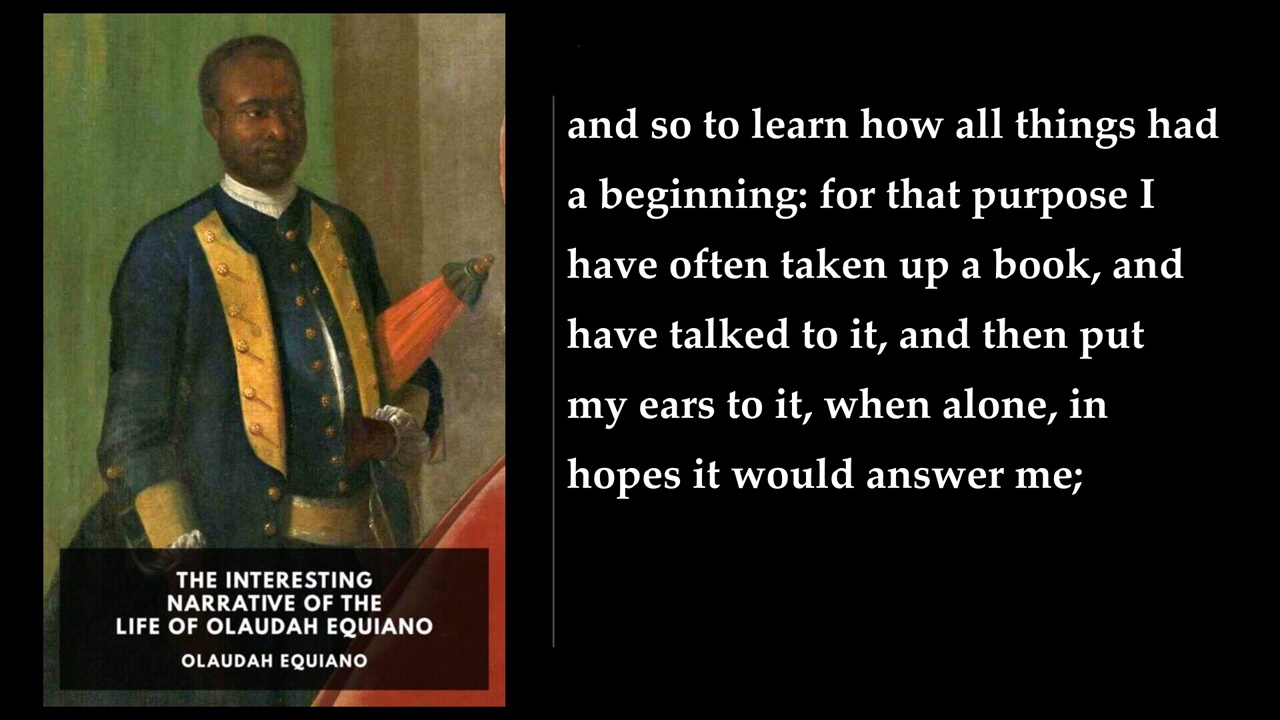 and so to learn how all things had
a beginning: for that purpose I
have often taken up a book, and
have talked to it, and then put
my ears to it, when alone, in
hopes it would answer me;
THE INTERESTING
NARRATIVE OF THE
LIFE OF OLAUDAH EQUIANO
OLAUDAH EQUIANO